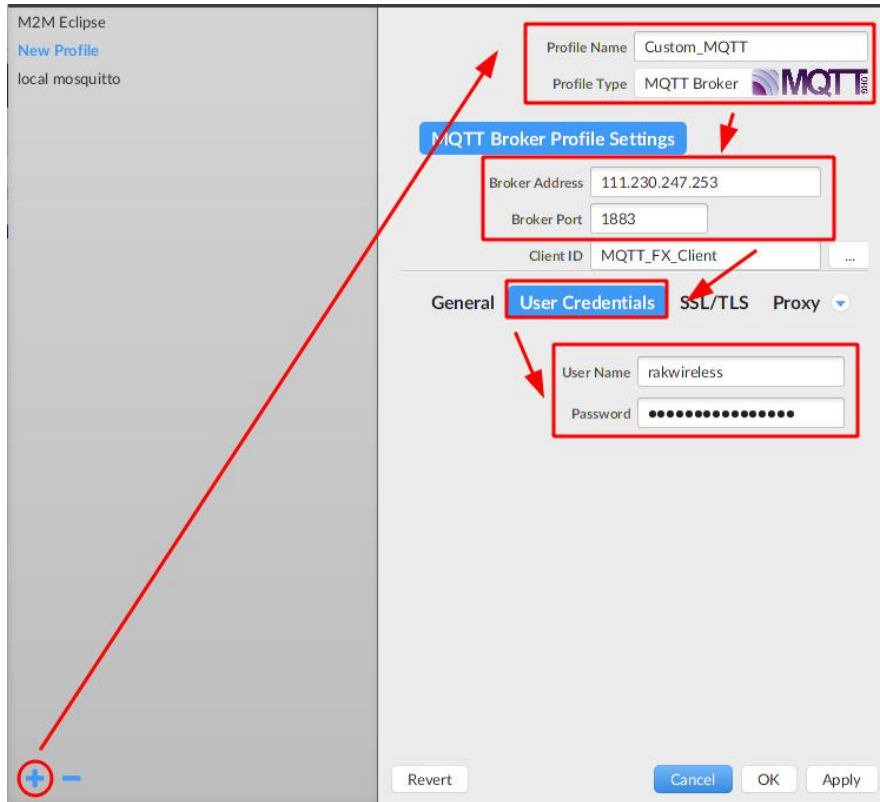 M2M Eclipse
New Profile
local mosquitto
Profile Name Custom_MQTT
Profile Type MQTT Broker MQTT .ORG
MQTT Broker Profile Settings
Broker Address 111.230.247.253
Broker Port 1883
Client ID MQTT_FX_Client ...
General User Credentials SSL/TLS Proxy
User Name rakwireless
Password ••••••••••••••••
Revert Cancel OK Apply